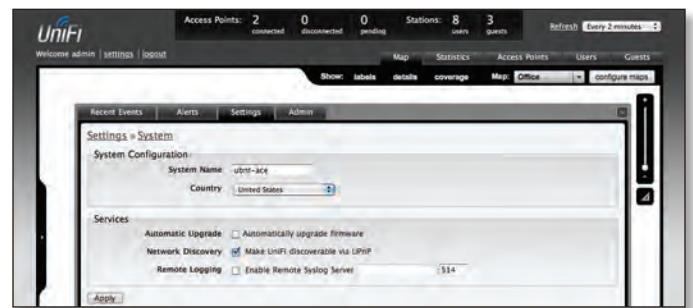 UniFi
Access Points: 2 connected 0 disconnected 0 pending Stations: 8 users 3 guests Refresh Every 2 minutes
Welcome admin | settings | logout
Map Statistics Access Points Users Guests
Show: labels details coverage Map: Office configure maps
Recent Events Alerts Settings Admin
Settings » System
System Configuration
System Name ubnt-ace
Country United States
Services
Automatic Upgrade Automatically upgrade firmware
Network Discovery Make UniFi discoverable via UPnP
Remote Logging Enable Remote Syslog Server : 514
Apply